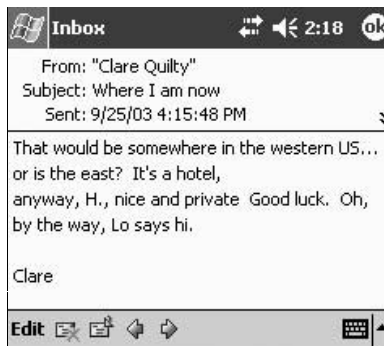 Inbox 2:18 ok
From: "Clare Quilty"
Subject: Where I am now
Sent: 9/25/03 4:15:48 PM
That would be somewhere in the western US...
or is the east? It's a hotel,
anyway, H., nice and private Good luck. Oh,
by the way, Lo says hi.
Clare
Edit